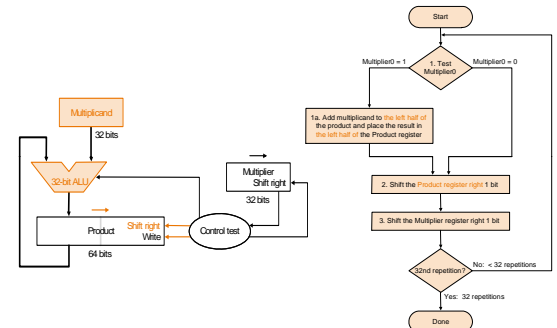 Multiplicand
32 bits
32-bit ALU
Multiplier
Shift right
32 bits
Product
Shift right
Write
Control test
64 bits
Start
Multiplier0 = 1
1. Test
Multiplier0
Multiplier0 = 0
1a. Add multiplicand to the left half of
the product and place the result in
the left half of the Product register
2. Shift the Product register right 1 bit
3. Shift the Multiplier register right 1 bit
32nd repetition?
No: < 32 repetitions
Yes: 32 repetitions
Done